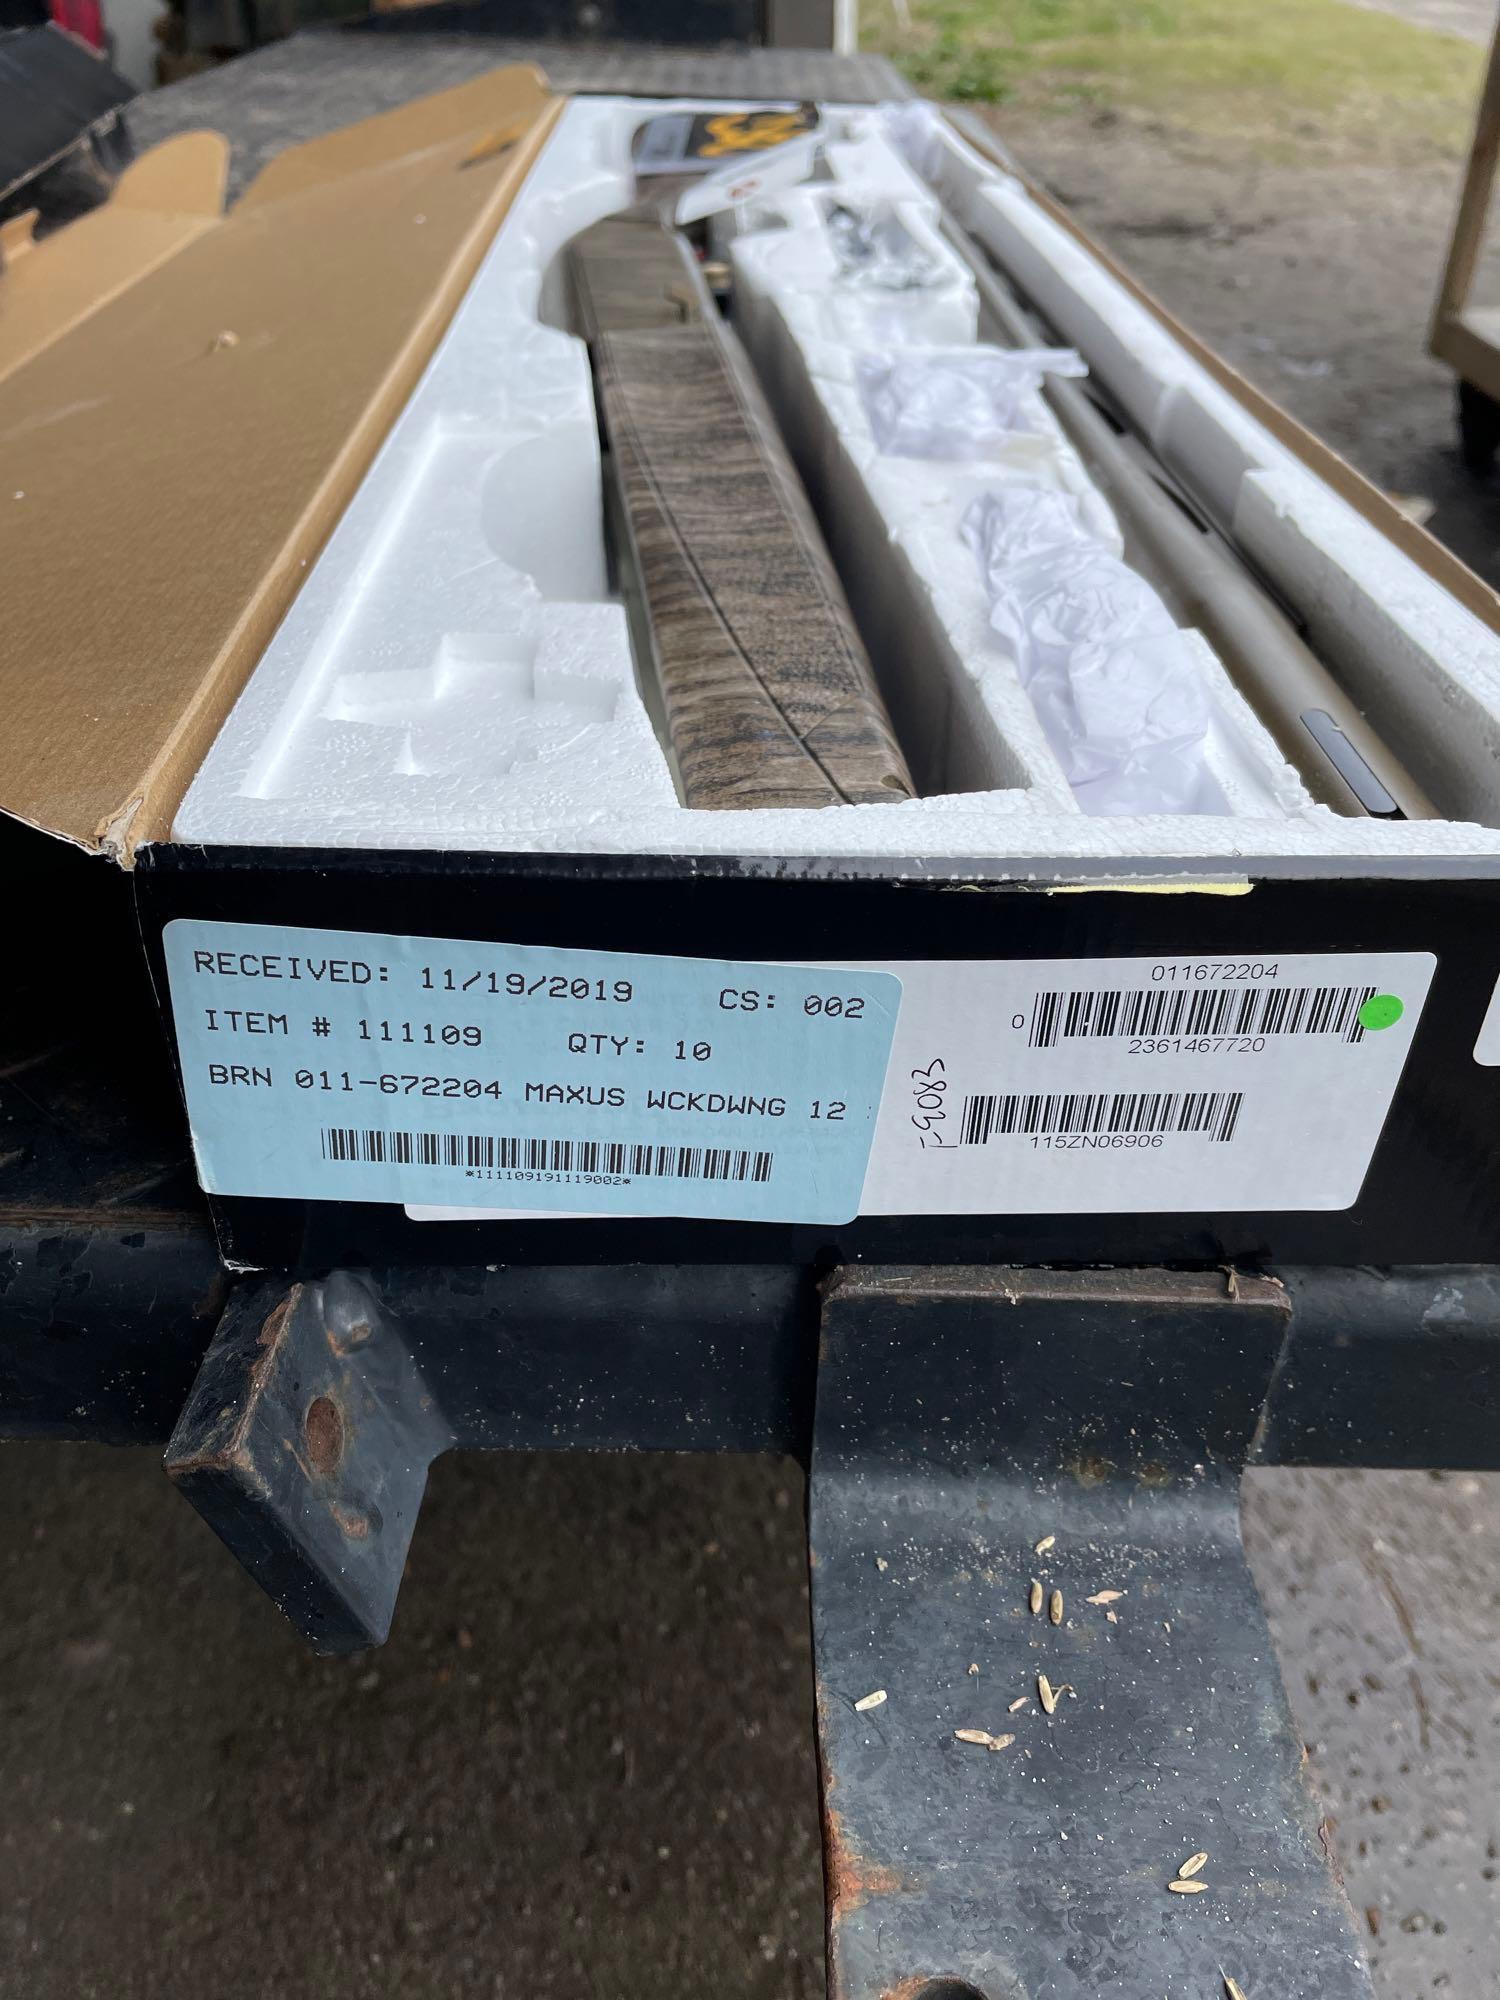 RECEIVED: 11/19/2019 CS: 002
ITEM # 111109 QTY: 10
BRN 011-672204 MAXUS WCKDWNG 12
*111109191119002*
011672204
0
2361467720
115ZN06906